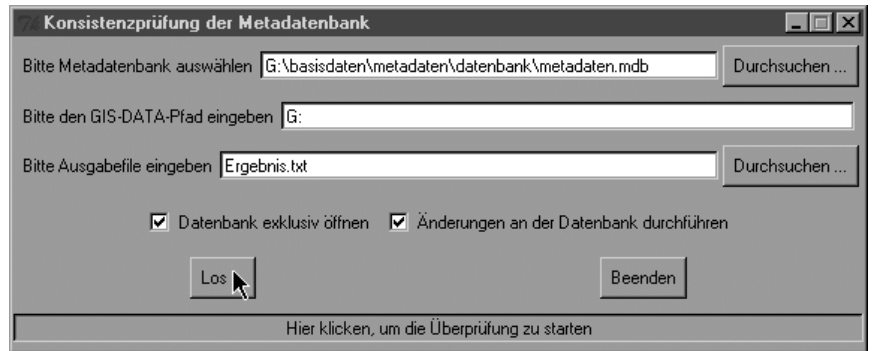 Konsistenzprüfung der Metadatenbank
Bitte Metadatenbank auswählen G:\basisdaten\metadaten\datenbank\metadaten.mdb Durchsuchen ...
Bitte den GIS-DATA-Pfad eingeben G:
Bitte Ausgabefile eingeben Ergebnis.txt Durchsuchen ...
Datenbank exklusiv öffnen Änderungen an der Datenbank durchführen
Los Beenden
Hier klicken, um die Überprüfung zu starten